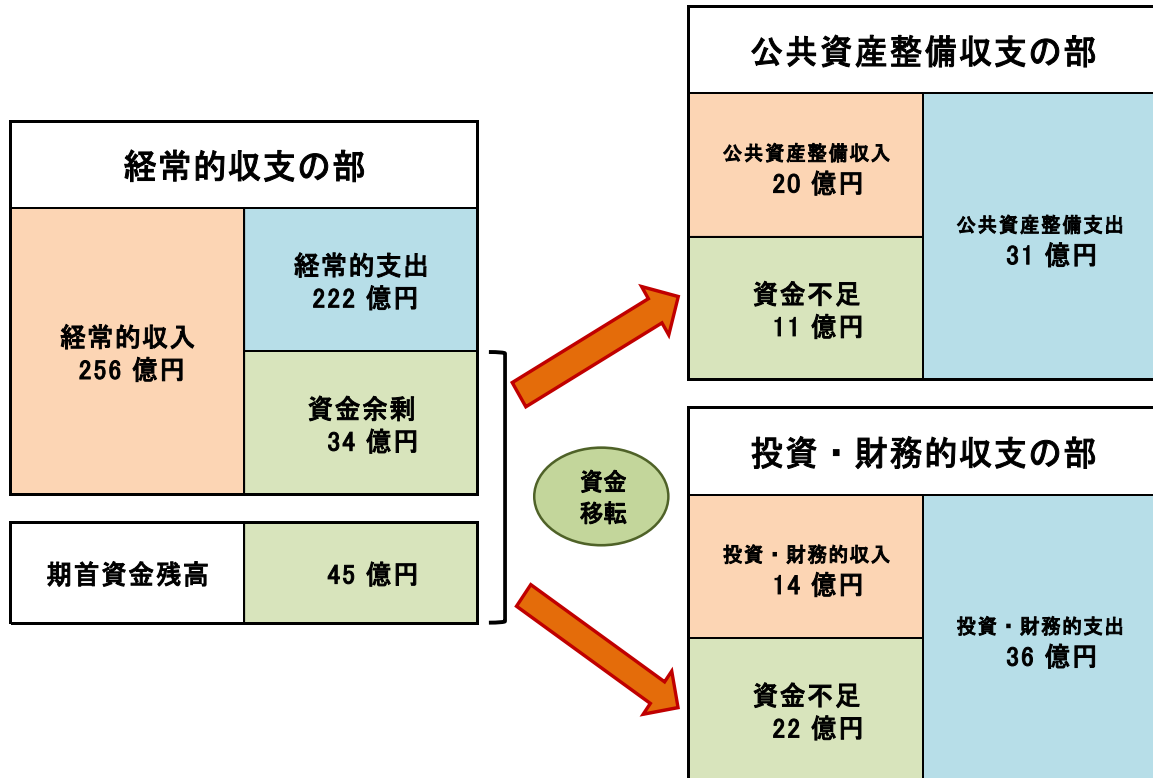 経常的収支の部
経常的収入
256 億円
経常的支出
222 億円
資金余剰
34 億円
期首資金残高
45 億円
資金
移転
公共資産整備収支の部
公共資産整備収入
20 億円
資金不足
11 億円
公共資産整備支出
31 億円
投資・財務的収支の部
投資・財務的収入
14 億円
資金不足
22 億円
投資・財務的支出
36 億円